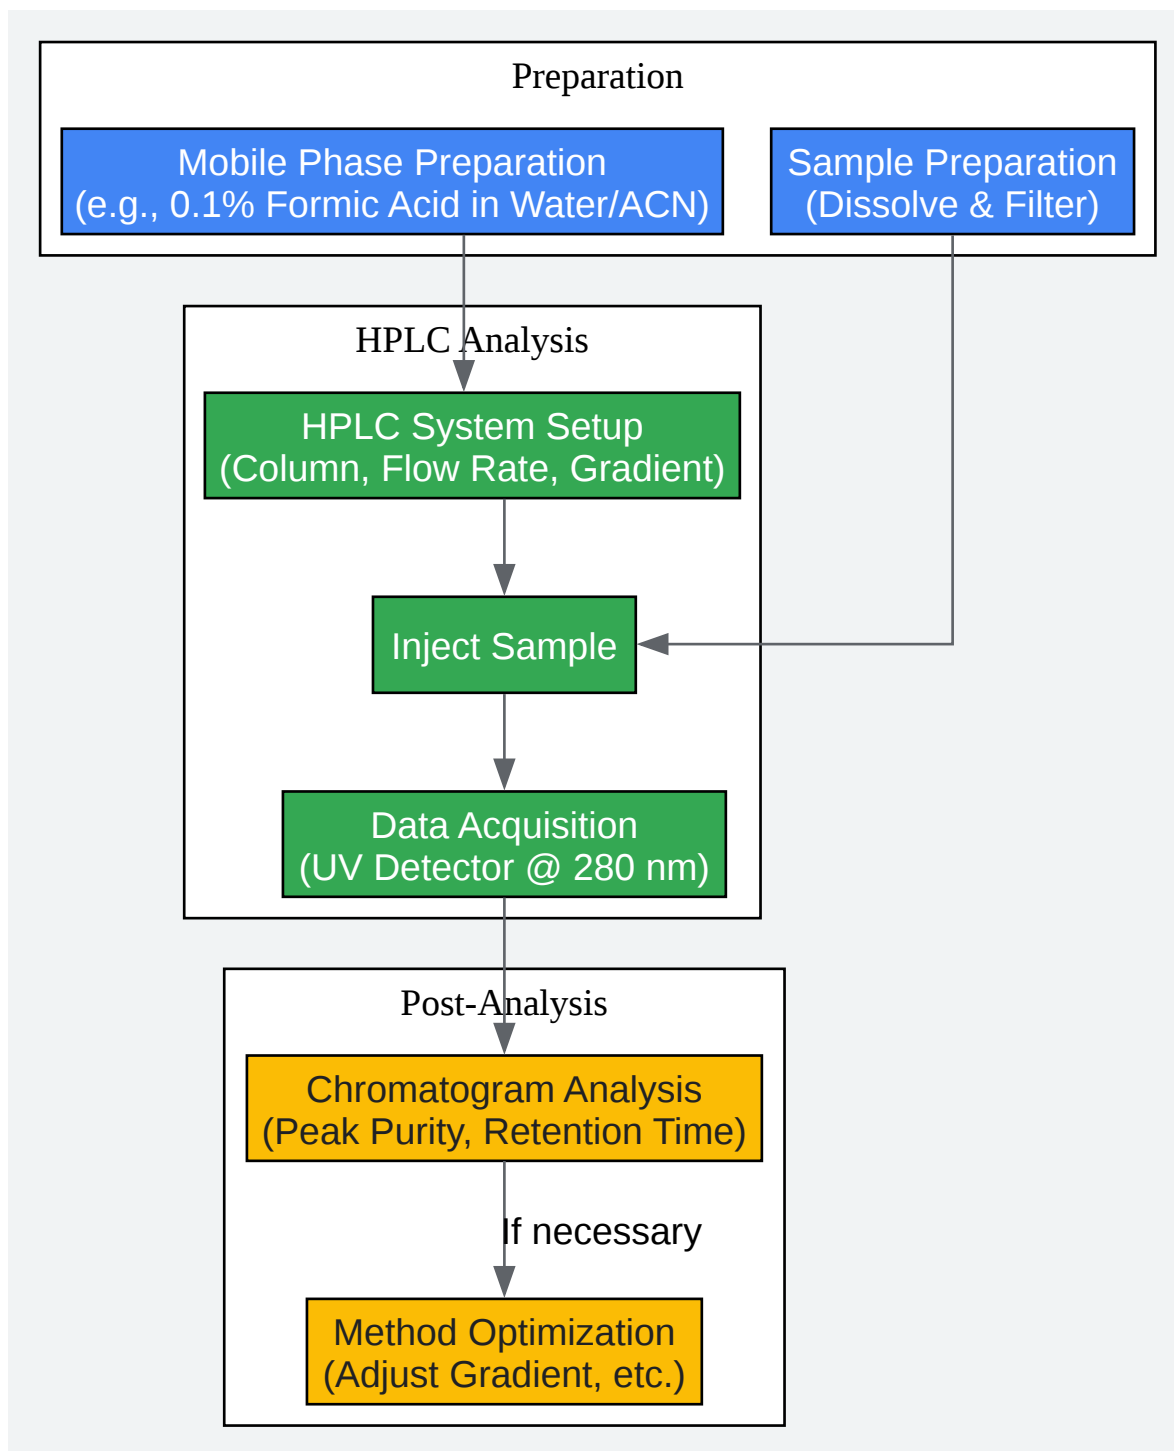 Preparation
Mobile Phase Preparation
(e.g., 0.1% Formic Acid in Water/ACN)
Sample Preparation
(Dissolve & Filter)
HPLC Analysis
HPLC System Setup
(Column, Flow Rate, Gradient)
Inject Sample
Data Acquisition
(UV Detector @ 280 nm)
Post-Analysis
Chromatogram Analysis
(Peak Purity, Retention Time)
If necessary
Method Optimization
(Adjust Gradient, etc.)